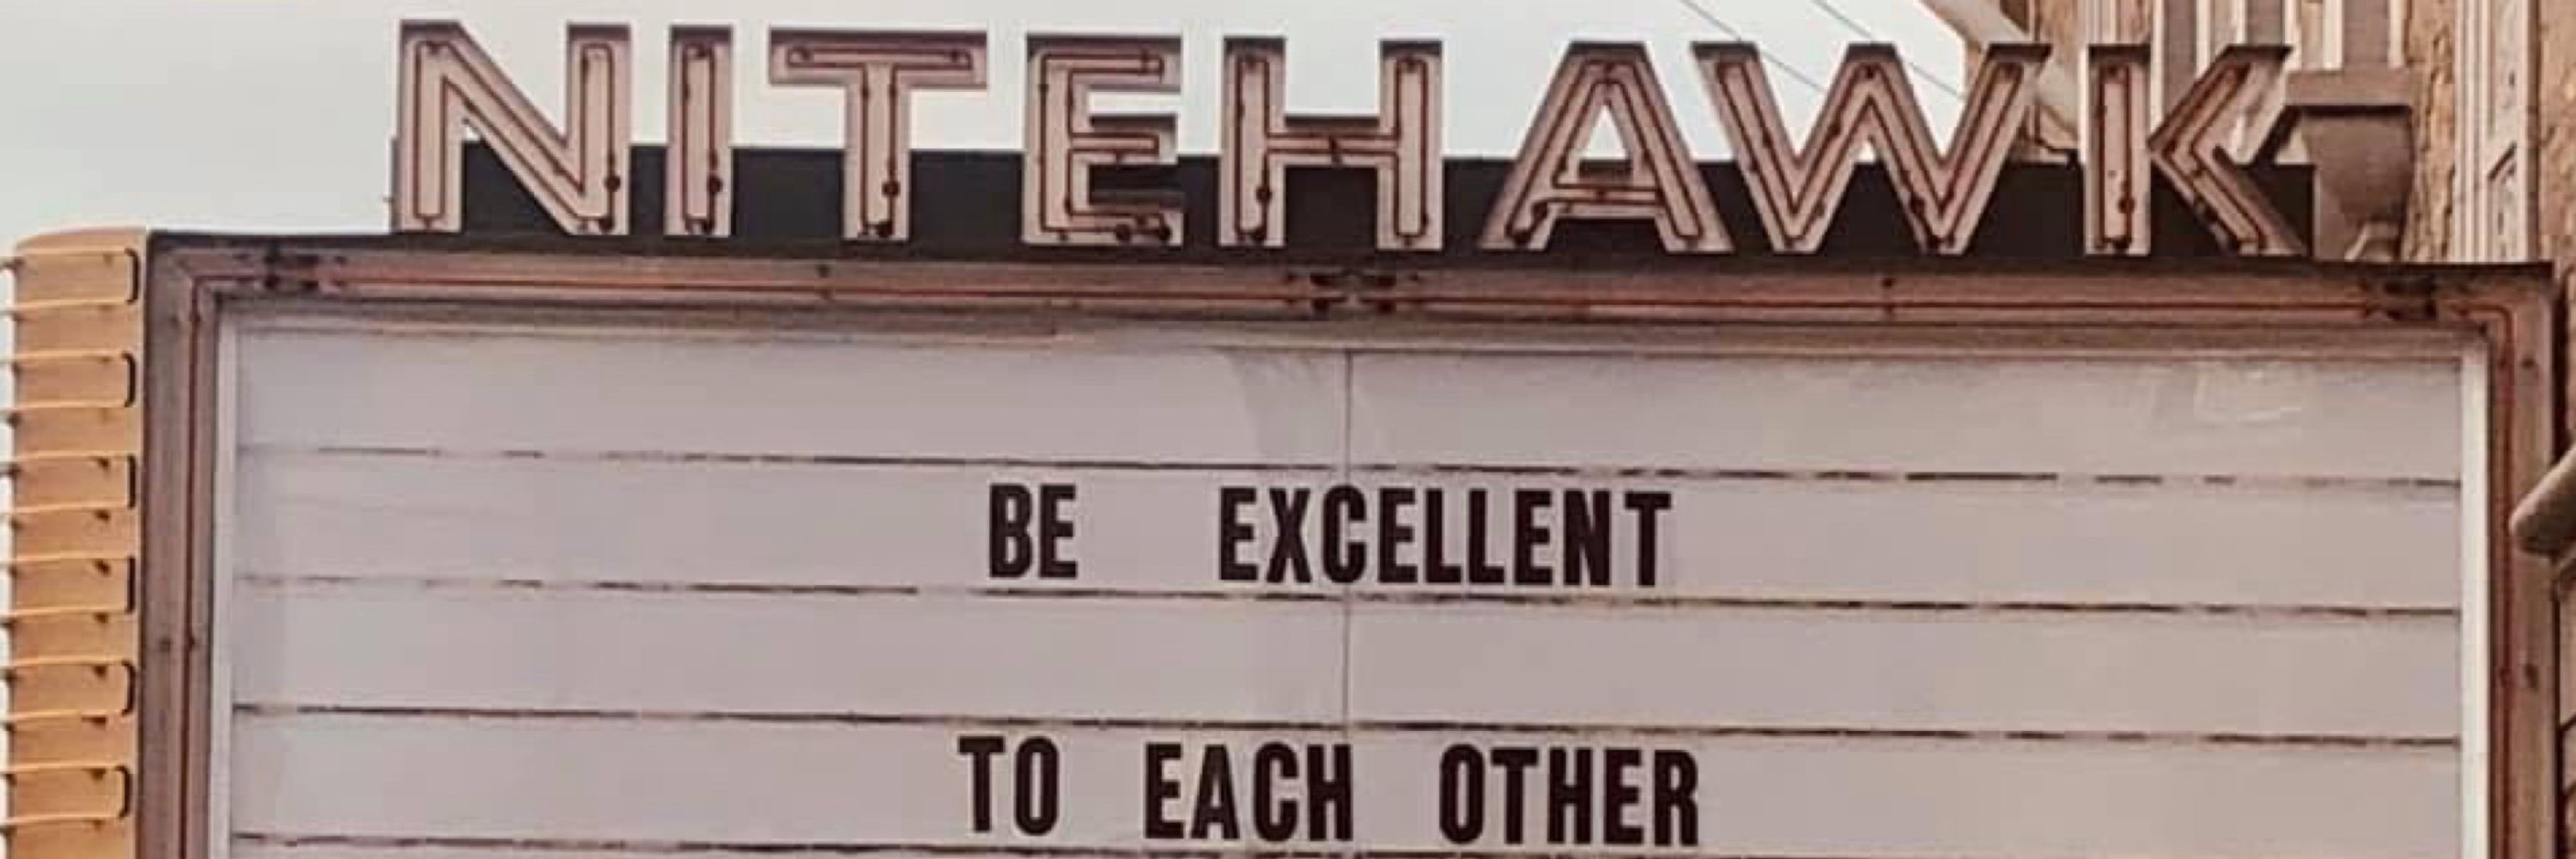 NITEHAWK
BE EXCELLENT
TO EACH OTHER